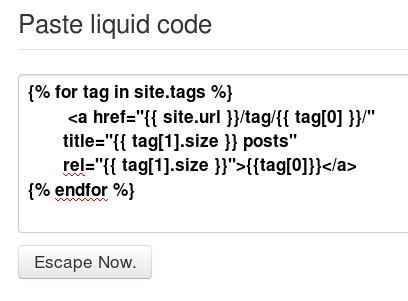 Paste liquid code
{% for tag in site.tags %}
<a href="{{ site.url }}/tag/{{ tag[0] }}/"
title="{{ tag[1].size }} posts"
rel="{{ tag[1].size }}">{{tag[0]}}</a>
{% endfor %}
Escape Now.